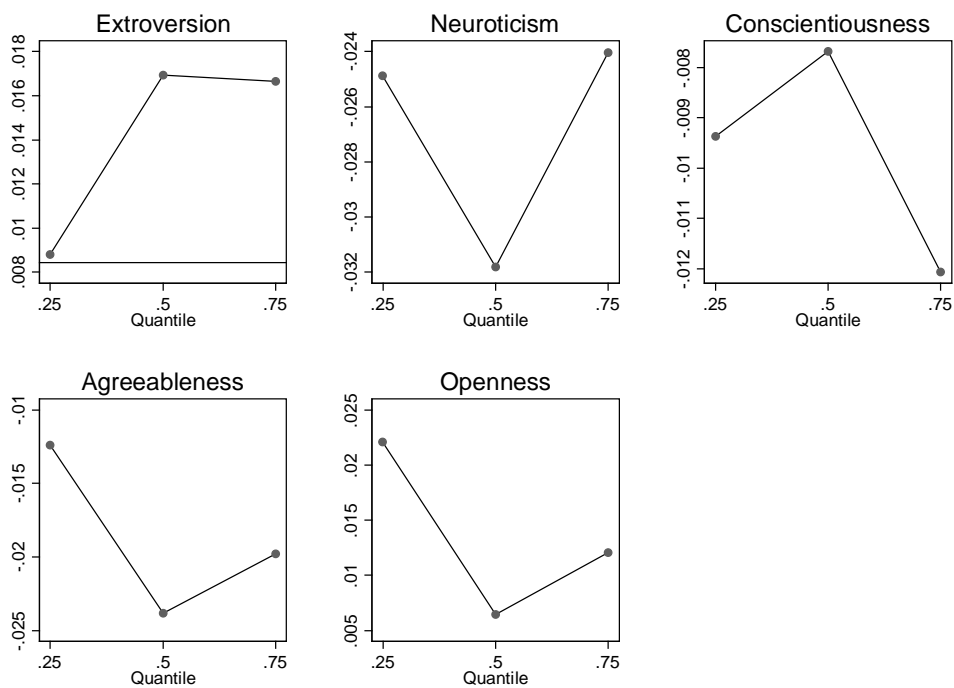 Extroversion
.018
.016
.014
.012
.01
.008
.25 .5 .75
Quantile
Neuroticism
-.024
-.026
-.028
-.03
-.032
.25 .5 .75
Quantile
Conscientiousness
-.008
-.009
-.01
-.011
-.012
.25 .5 .75
Quantile
Agreeableness
-.01
-.015
-.02
-.025
.25 .5 .75
Quantile
Openness
.025
.02
.015
.01
.005
.25 .5 .75
Quantile